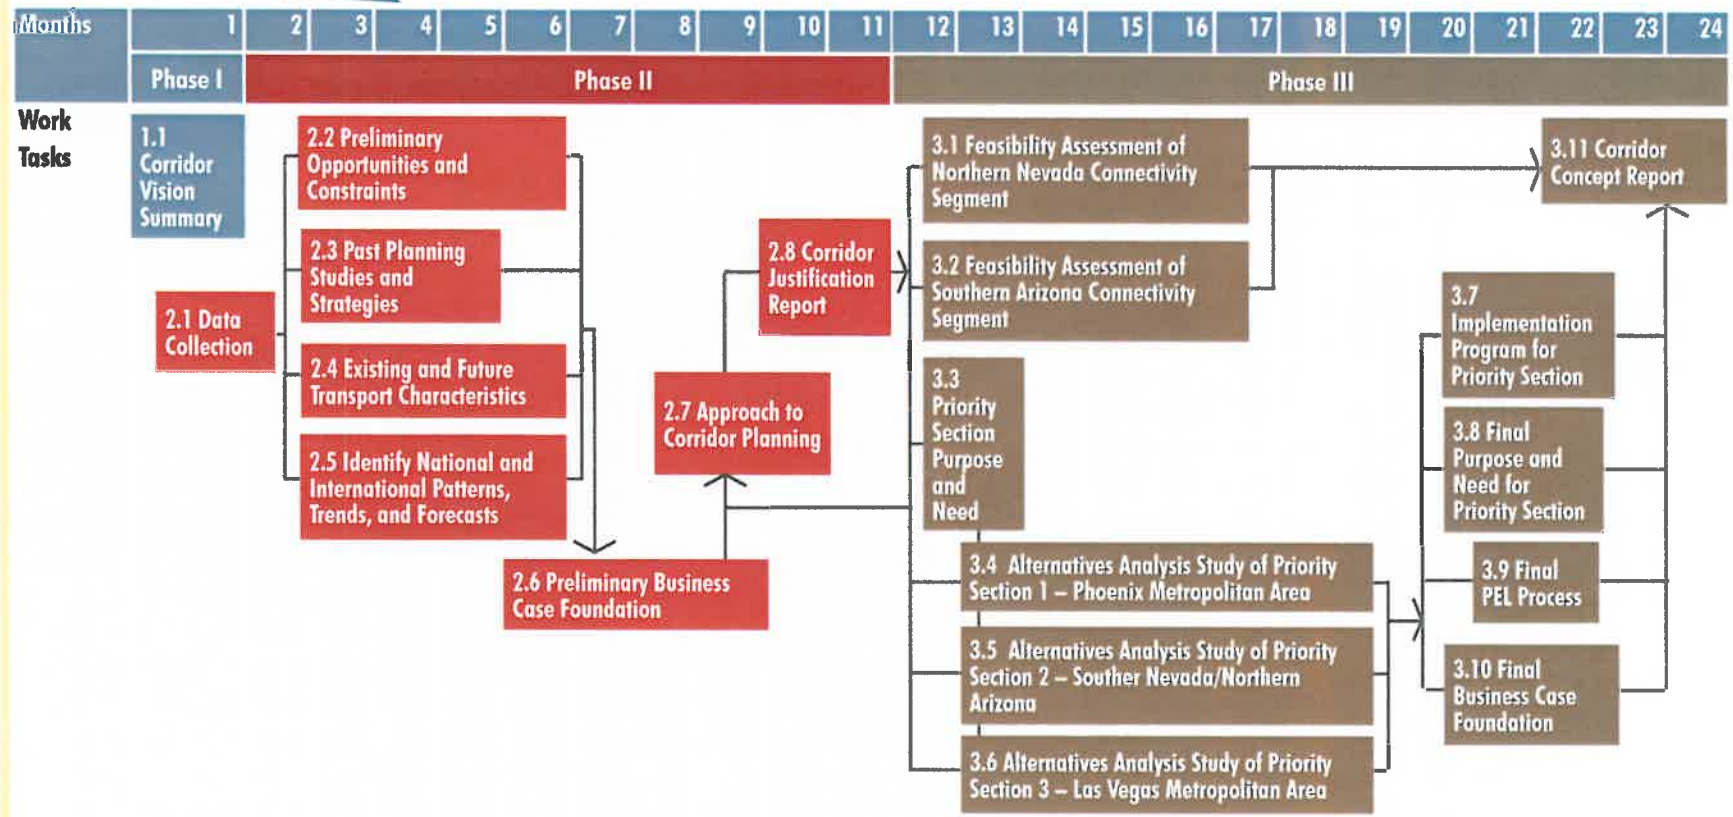 Months 1 2 3 4 5 6 7 8 9 10 11 12 13 14 15 16 17 18 19 20 21 22 23 24
Phase I Phase II Phase III
Work
Tasks
1.1
Corridor
Vision
Summary
2.1 Data
Collection
2.2 Preliminary
Opportunities and
Constraints
2.3 Past Planning
Studies and
Strategies
2.4 Existing and Future
Transport Characteristics
2.5 Identify National and
International Patterns,
Trends, and Forecasts
2.6 Preliminary Business
Case Foundation
2.7 Approach to
Corridor Planning
2.8 Corridor
Justification
Report
3.1 Feasibility Assessment of
Northern Nevada Connectivity
Segment
3.2 Feasibility Assessment of
Southern Arizona Connectivity
Segment
3.3
Priority
Section
Purpose
and
Need
3.4 Alternatives Analysis Study of Priority
Section 1 – Phoenix Metropolitan Area
3.5 Alternatives Analysis Study of Priority
Section 2 – Souther Nevada/Northern
Arizona
3.6 Alternatives Analysis Study of Priority
Section 3 – Las Vegas Metropolitan Area
3.7
Implementation
Program for
Priority Section
3.8 Final
Purpose and
Need for
Priority Section
3.9 Final
PEL Process
3.10 Final
Business Case
Foundation
3.11 Corridor
Concept Report